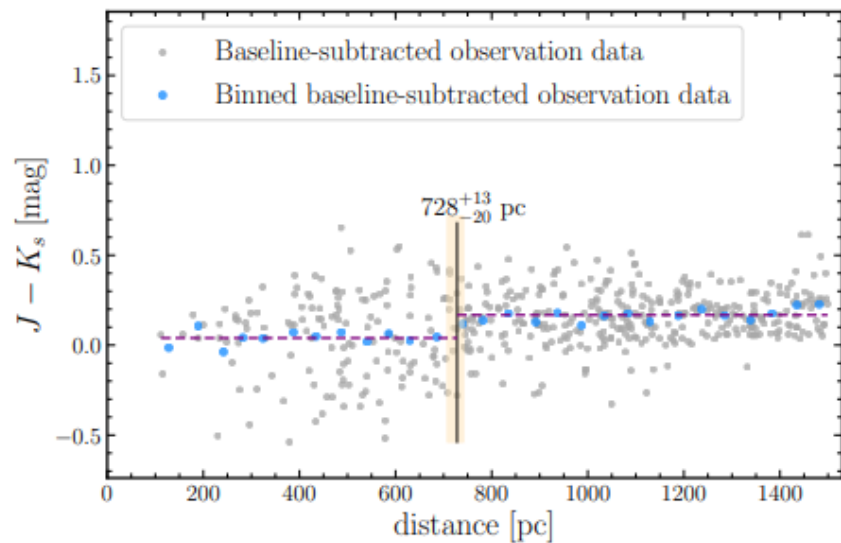 Baseline-subtracted observation data
Binned baseline-subtracted observation data
1.5
1.0
0.5
0.0
−0.5
J − Kₛ [mag]
728⁺¹³₋₂₀ pc
0 200 400 600 800 1000 1200 1400
distance [pc]